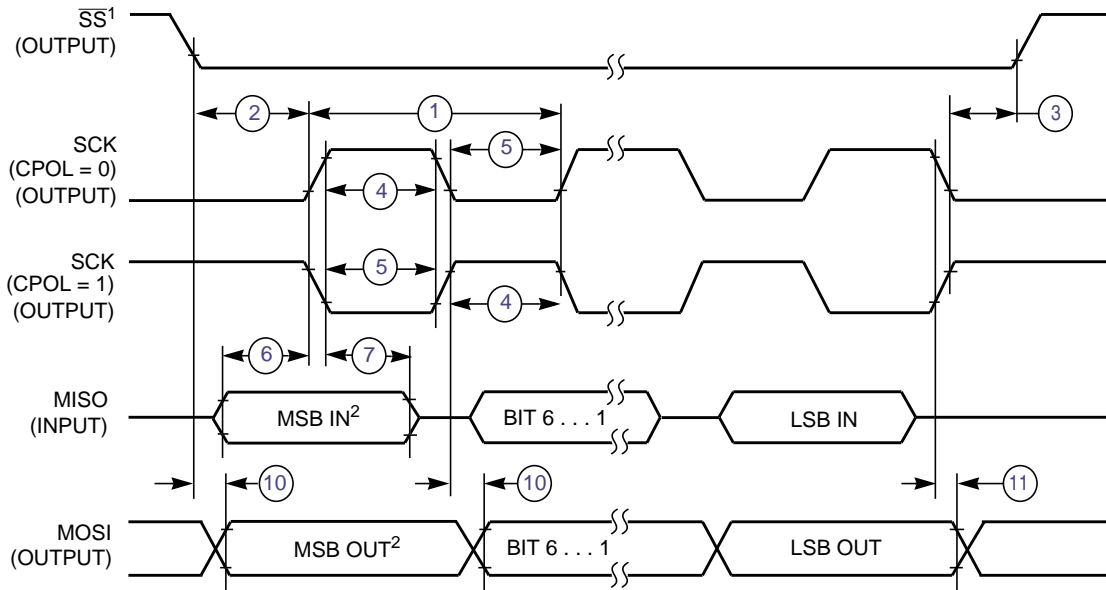 SS¹
(OUTPUT)
2
1
3
SCK
(CPOL = 0)
(OUTPUT)
5
4
SCK
(CPOL = 1)
(OUTPUT)
5
4
6
7
MISO
(INPUT)
MSB IN²
BIT 6 . . . 1
LSB IN
10
10
11
MOSI
(OUTPUT)
MSB OUT²
BIT 6 . . . 1
LSB OUT